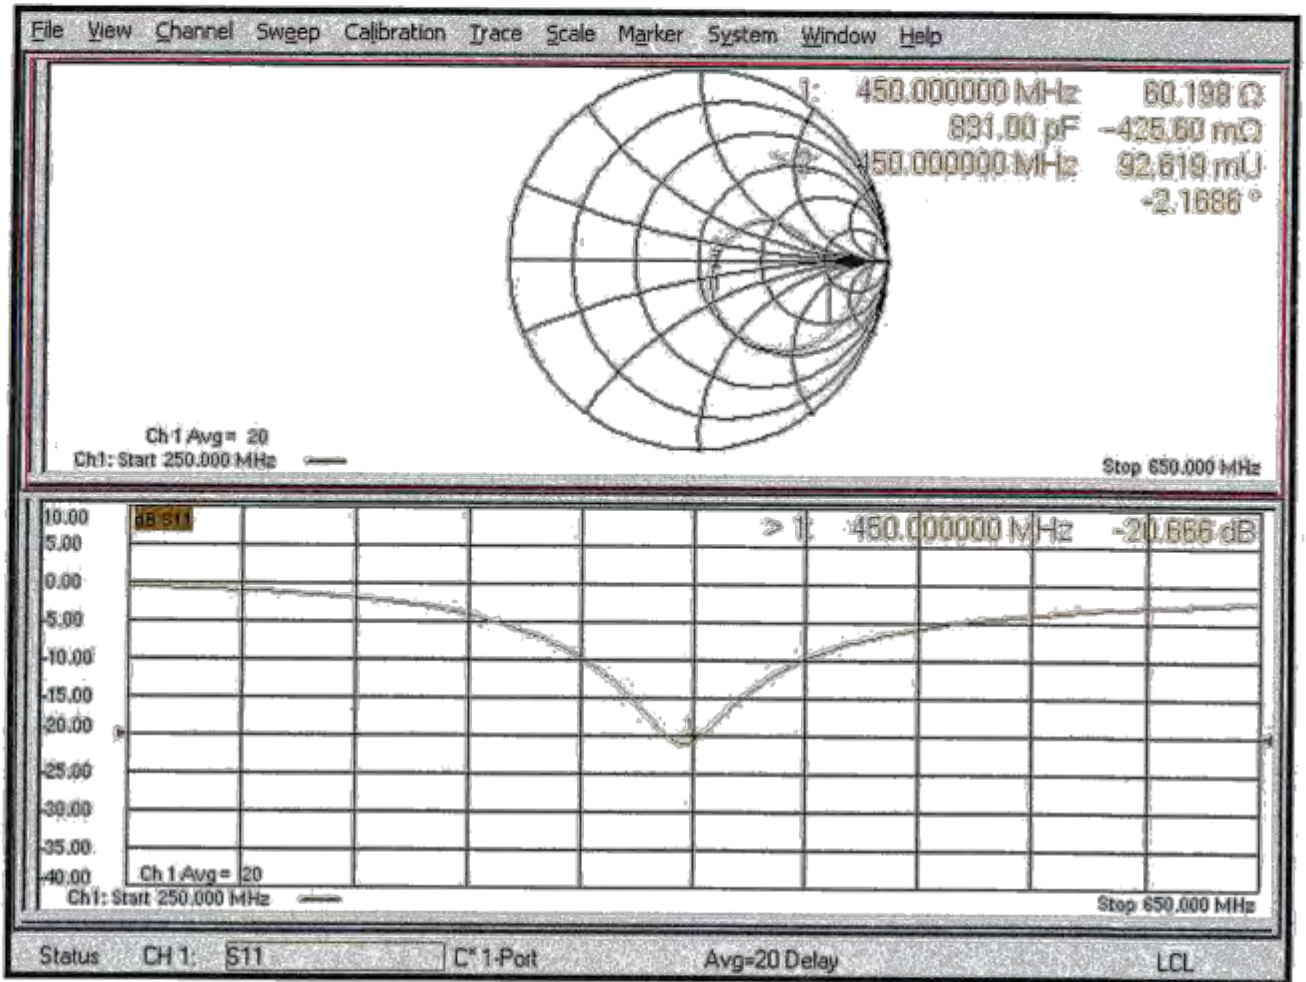 File View Channel Sweep Calibration Trace Scale Marker System Window Help
1: 450.000000 MHz 60.198 Ω
831.00 pF -425.60 mΩ
450.000000 MHz 92.619 mU
-2.1686 °
Ch 1 Avg = 20
Ch1: Start 250.000 MHz Stop 650.000 MHz
10.00 dB S11 > 1: 450.000000 MHz -20.666 dB
5.00
0.00
-5.00
-10.00
-15.00
-20.00
-25.00
-30.00
-35.00
-40.00 Ch 1 Avg = 20
Ch1: Start 250.000 MHz Stop 650.000 MHz
Status CH 1: S11 C* 1-Port Avg=20 Delay LCL